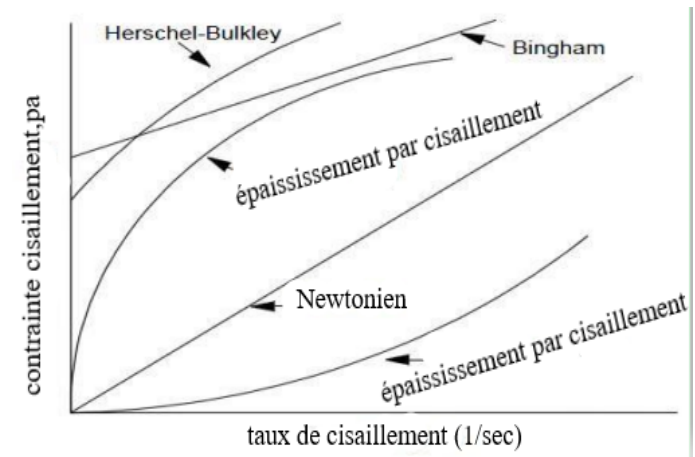 Herschel-Bulkley
Bingham
contrainte cisaillement,pa
épaississement par cisaillement
Newtonien
épaississement par cisaillement
taux de cisaillement (1/sec)